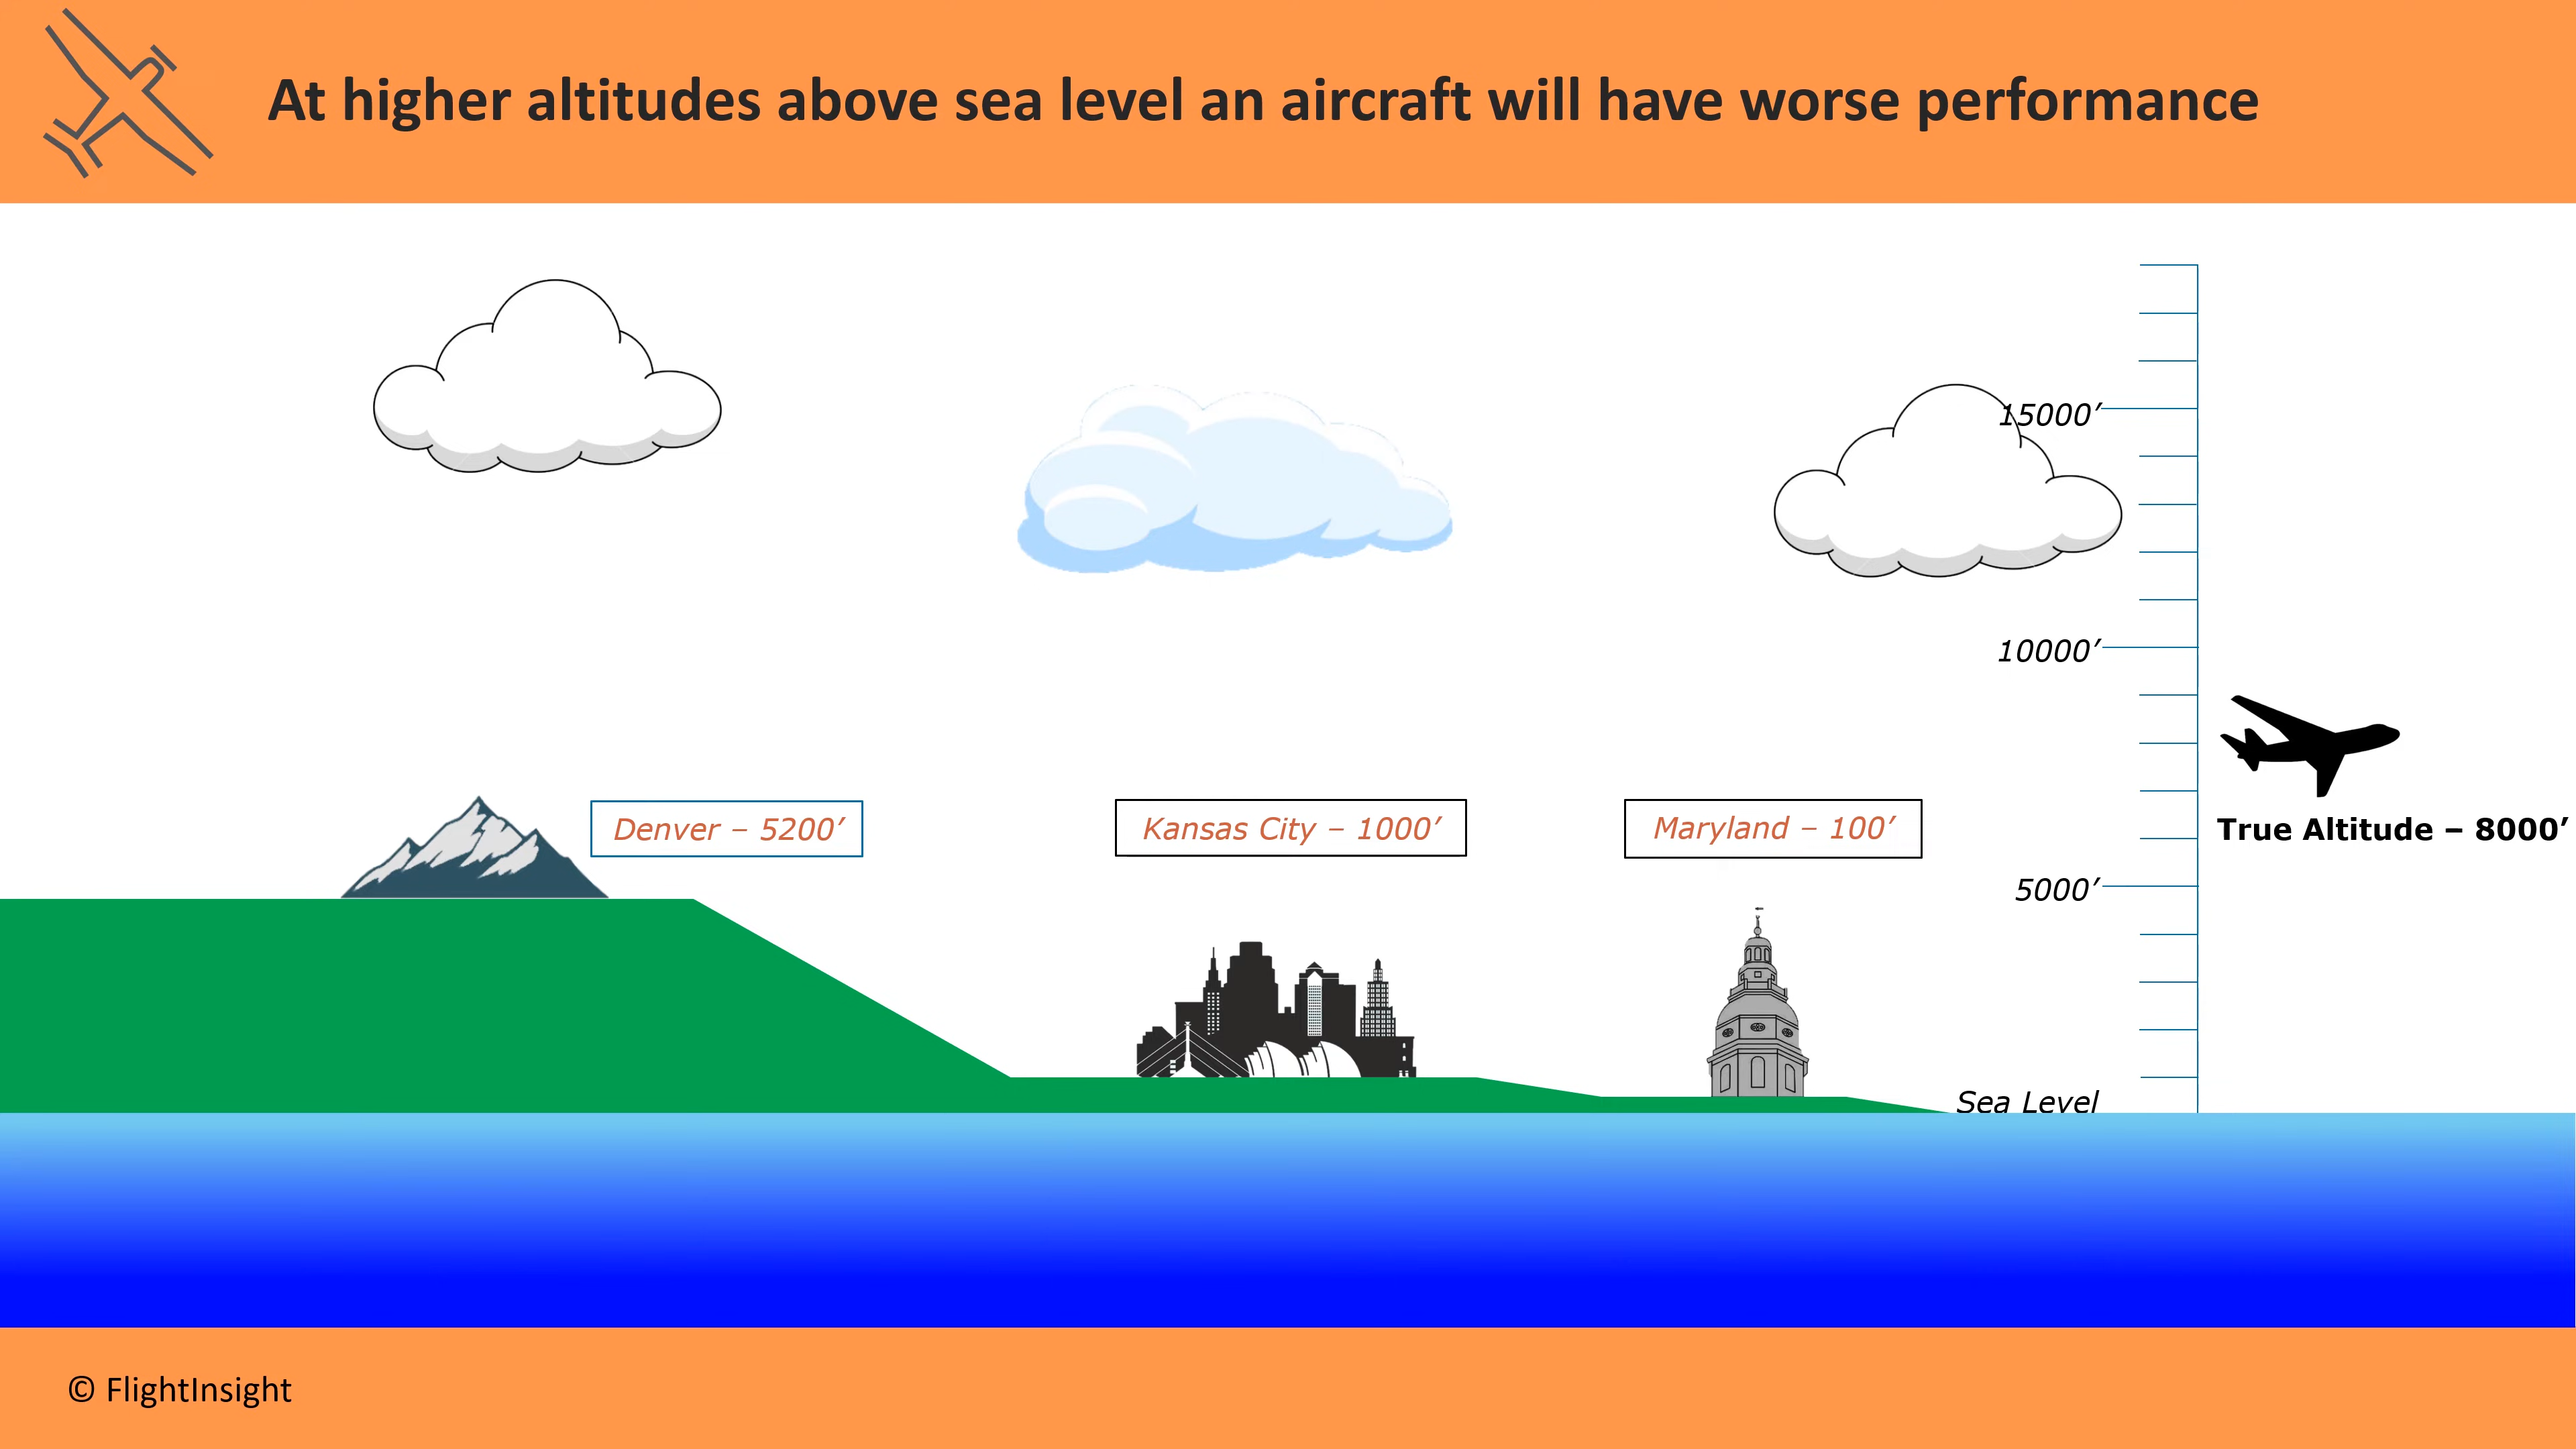 At higher altitudes above sea level an aircraft will have worse performance
15000’
10000’
Denver – 5200’
Kansas City – 1000’
Maryland – 100’
True Altitude – 8000’
5000’
Sea Level
© FlightInsight